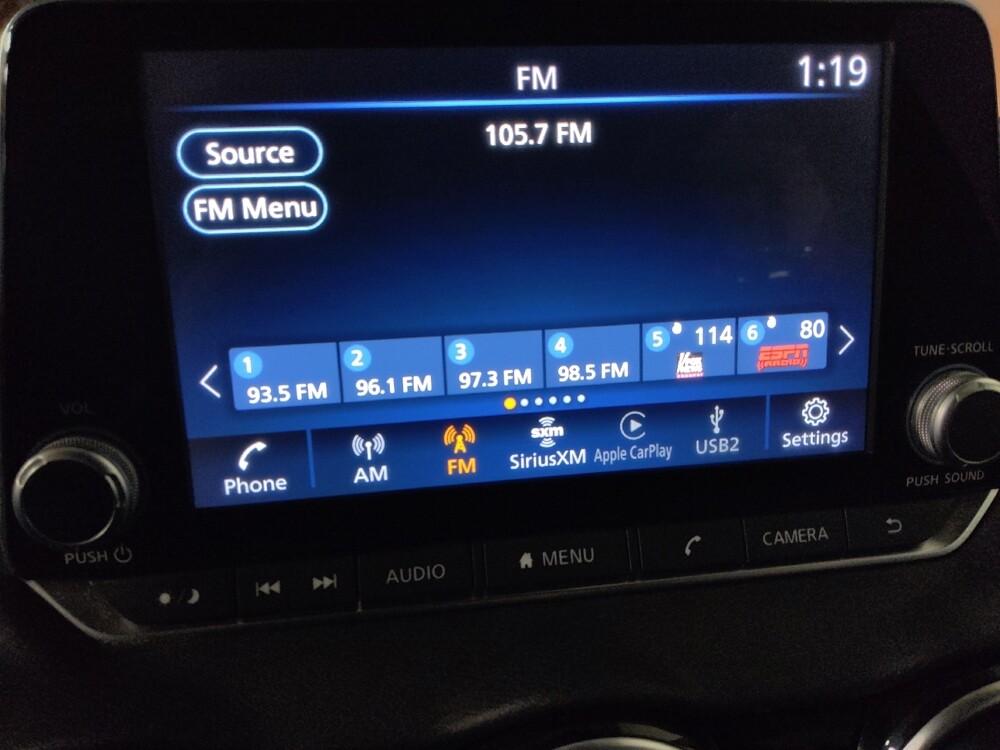 FM
1:19
105.7 FM
Source
FM Menu
1
93.5 FM
2
96.1 FM
3
97.3 FM
4
98.5 FM
5
114
6
80
ESPN
RADIO
Phone
AM
FM
sxm
SiriusXM
Apple CarPlay
USB2
Settings
VOL
PUSH
TUNE·SCROLL
PUSH SOUND
AUDIO
MENU
CAMERA